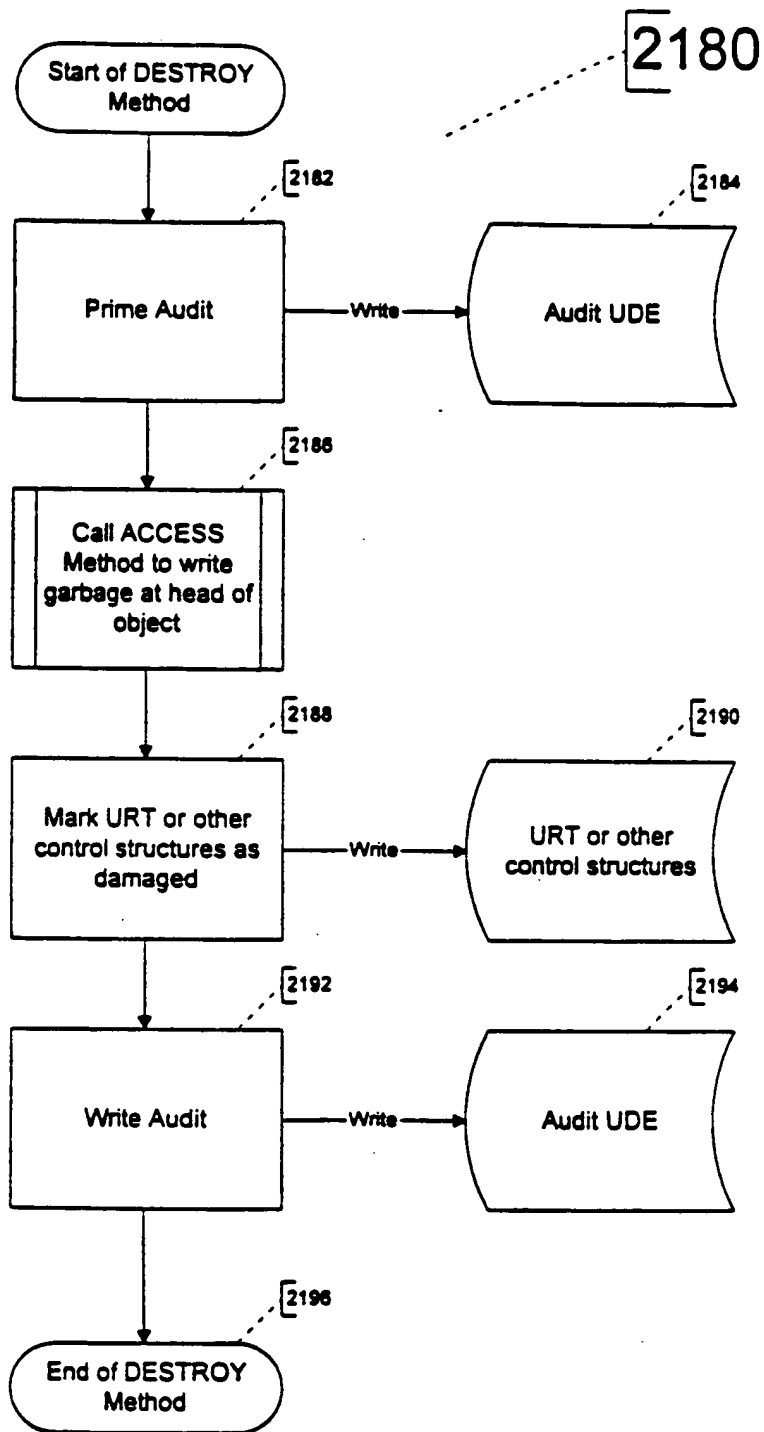 2180
Start of DESTROY
Method
2182
2184
Prime Audit
Write
Audit UDE
2186
Call ACCESS
Method to write
garbage at head of
object
2188
2190
Mark URT or other
control structures as
damaged
Write
URT or other
control structures
2192
2194
Write Audit
Write
Audit UDE
2196
End of DESTROY
Method